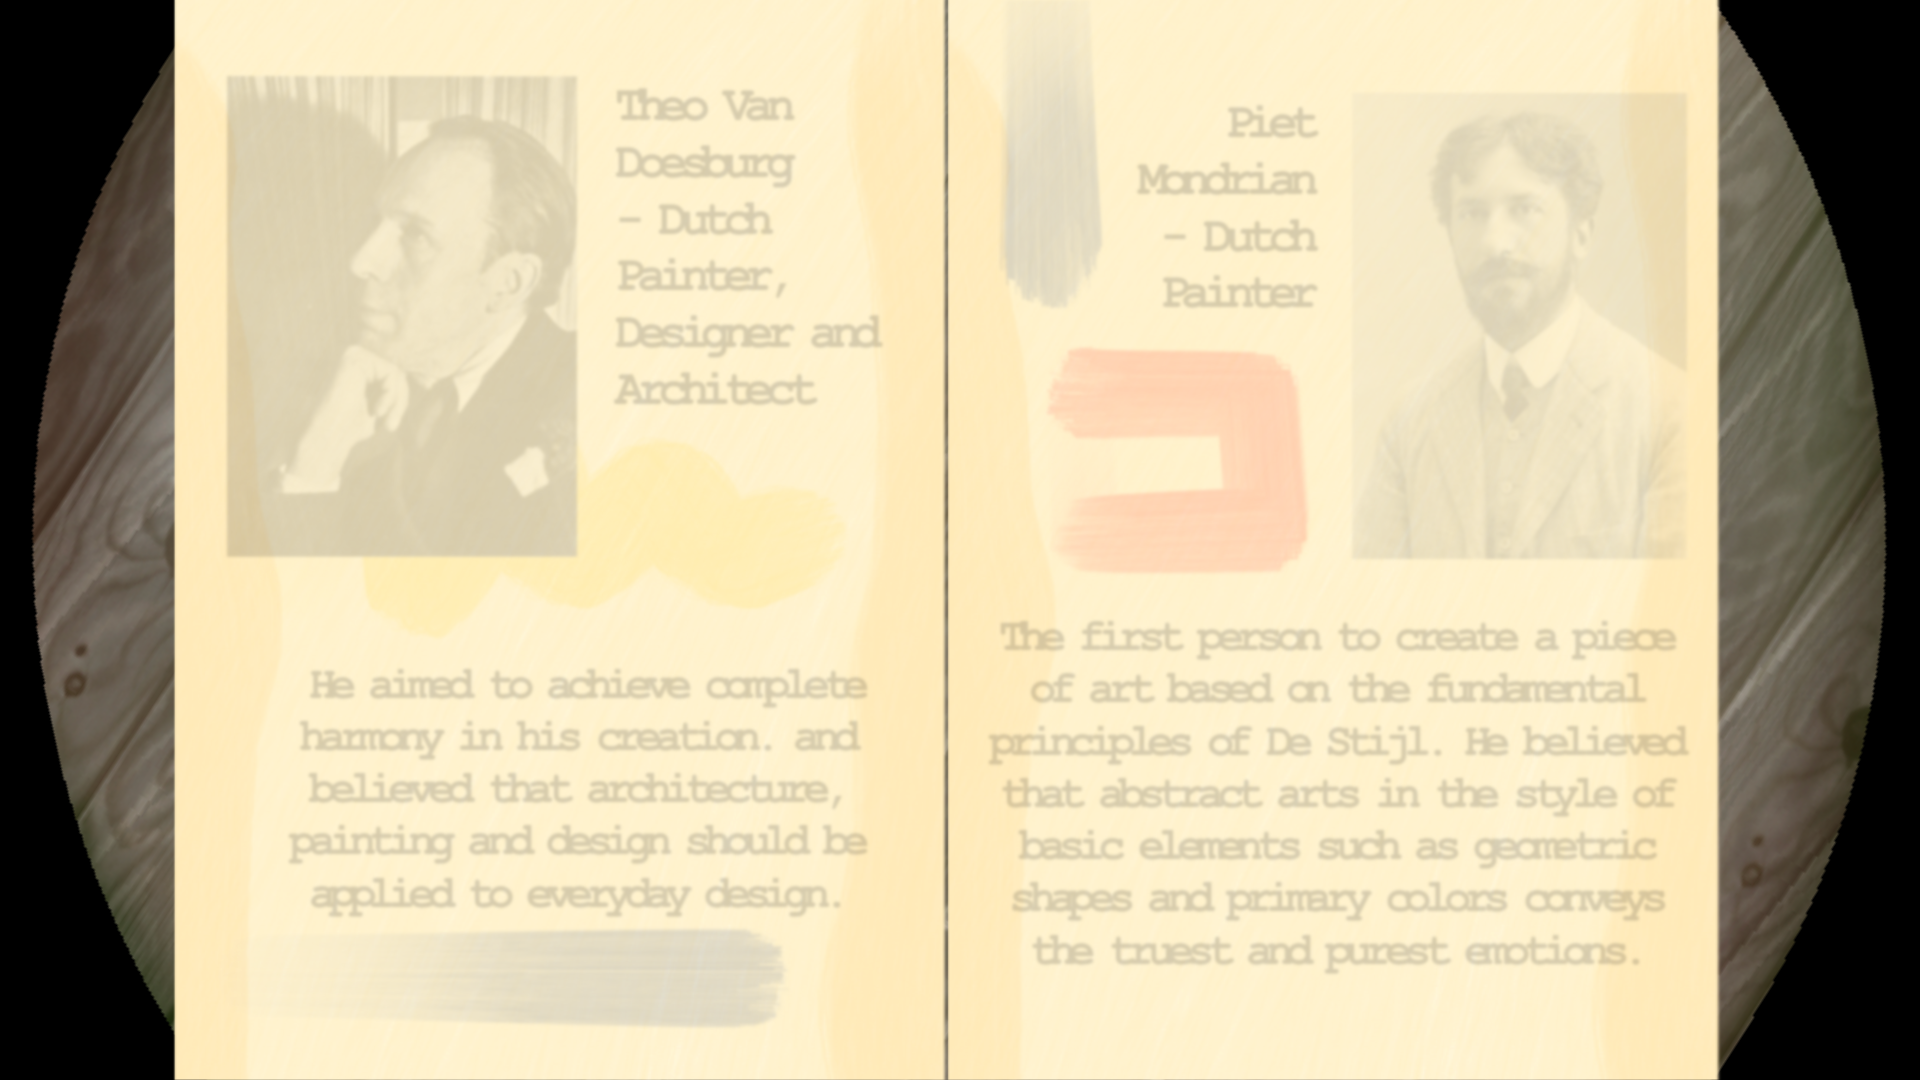 Theo Van
Doesburg
– Dutch
Painter,
Designer and
Architect
He aimed to achieve complete
harmony in his creation. and
believed that architecture,
painting and design should be
applied to everyday design.
Piet
Mondrian
– Dutch
Painter
The first person to create a piece
of art based on the fundamental
principles of De Stijl. He believed
that abstract arts in the style of
basic elements such as geometric
shapes and primary colors conveys
the truest and purest emotions.